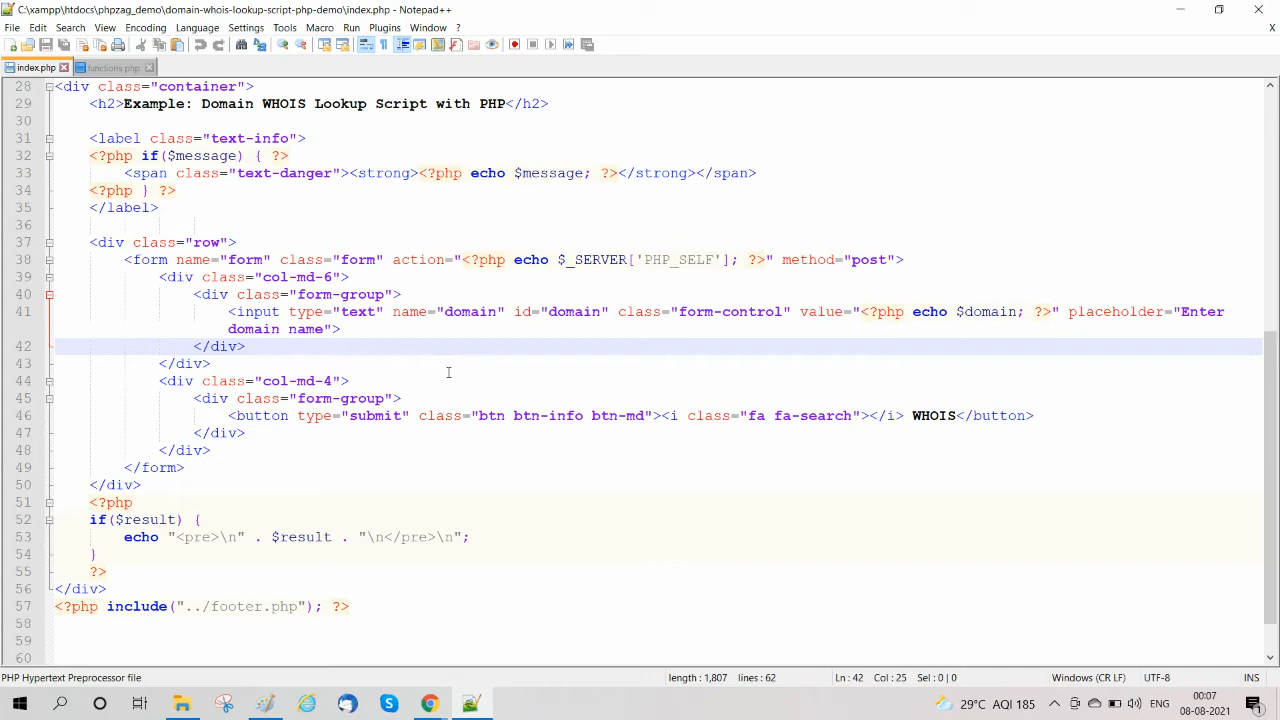 C:\xampp\htdocs\phpzag_demo\domain-whois-lookup-script-php-demo\index.php - Notepad++
File Edit Search View Encoding Language Settings Tools Macro Run Plugins Window ? X
index.php functions.php
28 <div class="container">
29 <h2>Example: Domain WHOIS Lookup Script with PHP</h2>
30
31 <label class="text-info">
32 <?php if($message) { ?>
33 <span class="text-danger"><strong><?php echo $message; ?></strong></span>
34 <?php } ?>
35 </label>
36
37 <div class="row">
38 <form name="form" class="form" action="<?php echo $_SERVER['PHP_SELF']; ?>" method="post">
39 <div class="col-md-6">
40 <div class="form-group">
41 <input type="text" name="domain" id="domain" class="form-control" value="<?php echo $domain; ?>" placeholder="Enter
domain name">
42 </div>
43 </div>
44 <div class="col-md-4">
45 <div class="form-group">
46 <button type="submit" class="btn btn-info btn-md"><i class="fa fa-search"></i> WHOIS</button>
47 </div>
48 </div>
49 </form>
50 </div>
51 <?php
52 if($result) {
53 echo "<pre>\n" . $result . "\n</pre>\n";
54 }
55 ?>
56 </div>
57 <?php include("../footer.php"); ?>
58
59
60
PHP Hypertext Preprocessor file length : 1,807 lines : 62 Ln : 42 Col : 25 Sel : 0 | 0 Windows (CR LF) UTF-8 INS
29°C AQI 185 ENG 00:07
08-08-2021
1